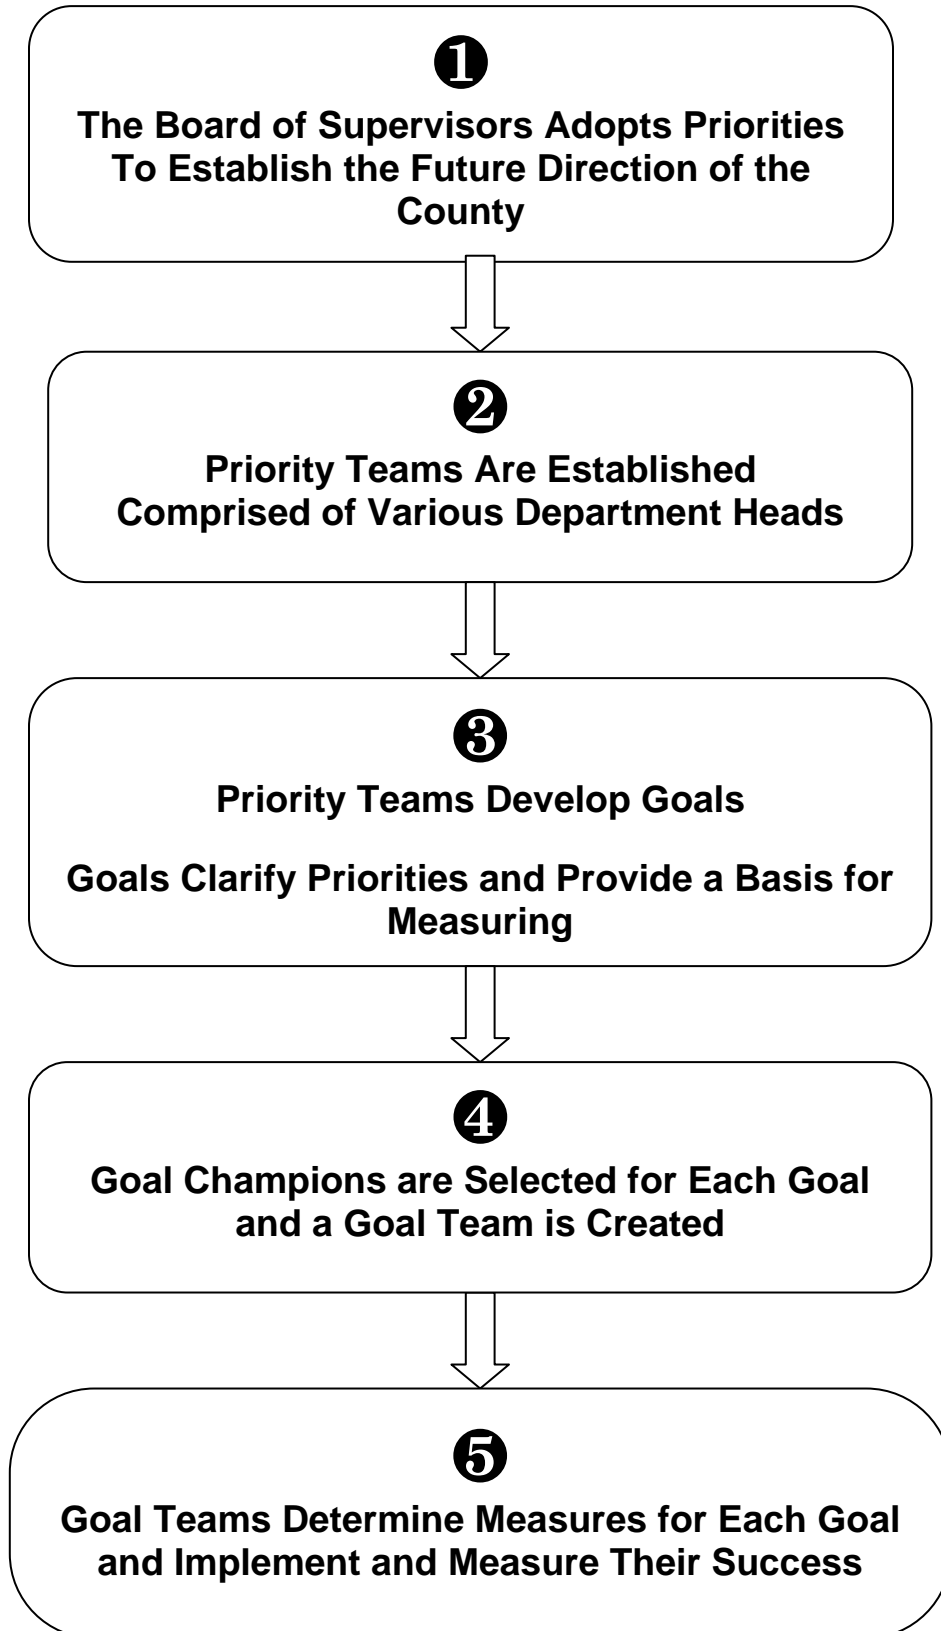 ❶
The Board of Supervisors Adopts Priorities
To Establish the Future Direction of the
County
❷
Priority Teams Are Established
Comprised of Various Department Heads
❸
Priority Teams Develop Goals
Goals Clarify Priorities and Provide a Basis for
Measuring
❹
Goal Champions are Selected for Each Goal
and a Goal Team is Created
❺
Goal Teams Determine Measures for Each Goal
and Implement and Measure Their Success